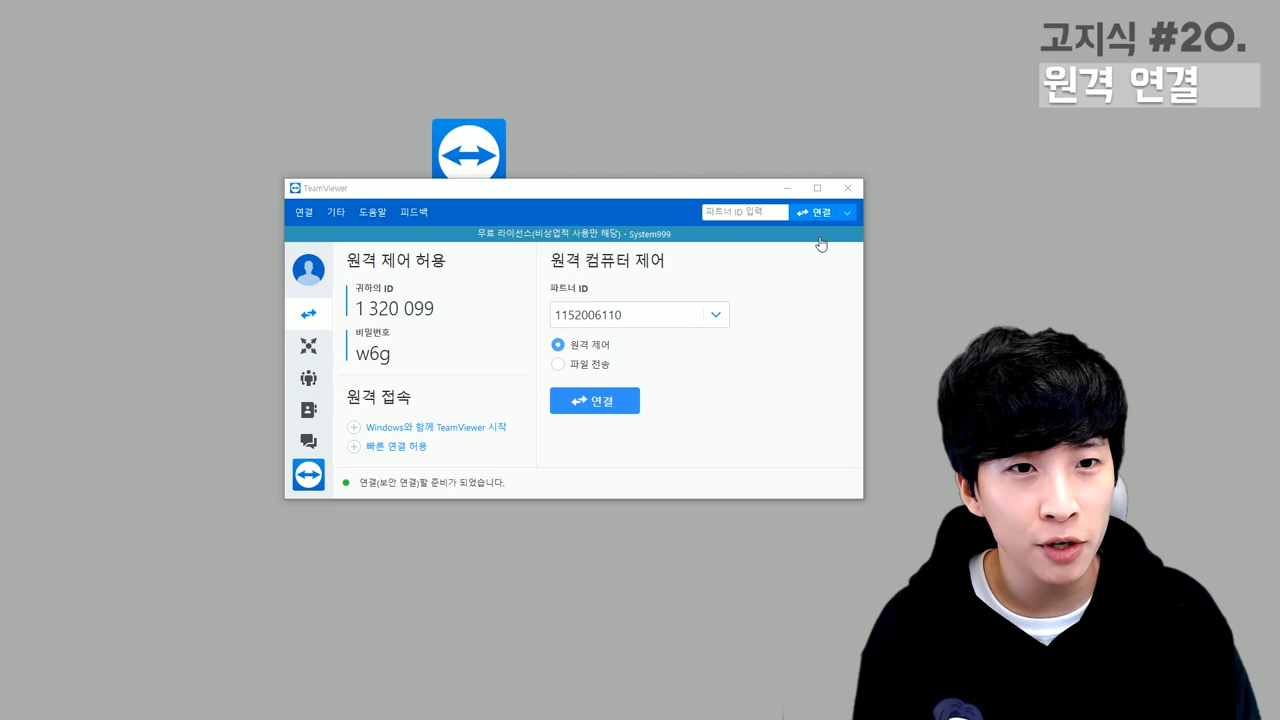 고지식 #20.
원격 연결
TeamViewer
연결 기타 도움말 피드백
파트너 ID 입력 연결
무료 라이선스(비상업적 사용만 해당) - System999
원격 제어 허용
귀하의 ID
1 320 099
비밀번호
w6g
원격 접속
Windows와 함께 TeamViewer 시작
빠른 연결 허용
원격 컴퓨터 제어
파트너 ID
1152006110
원격 제어
파일 전송
연결
연결(보안 연결)할 준비가 되었습니다.